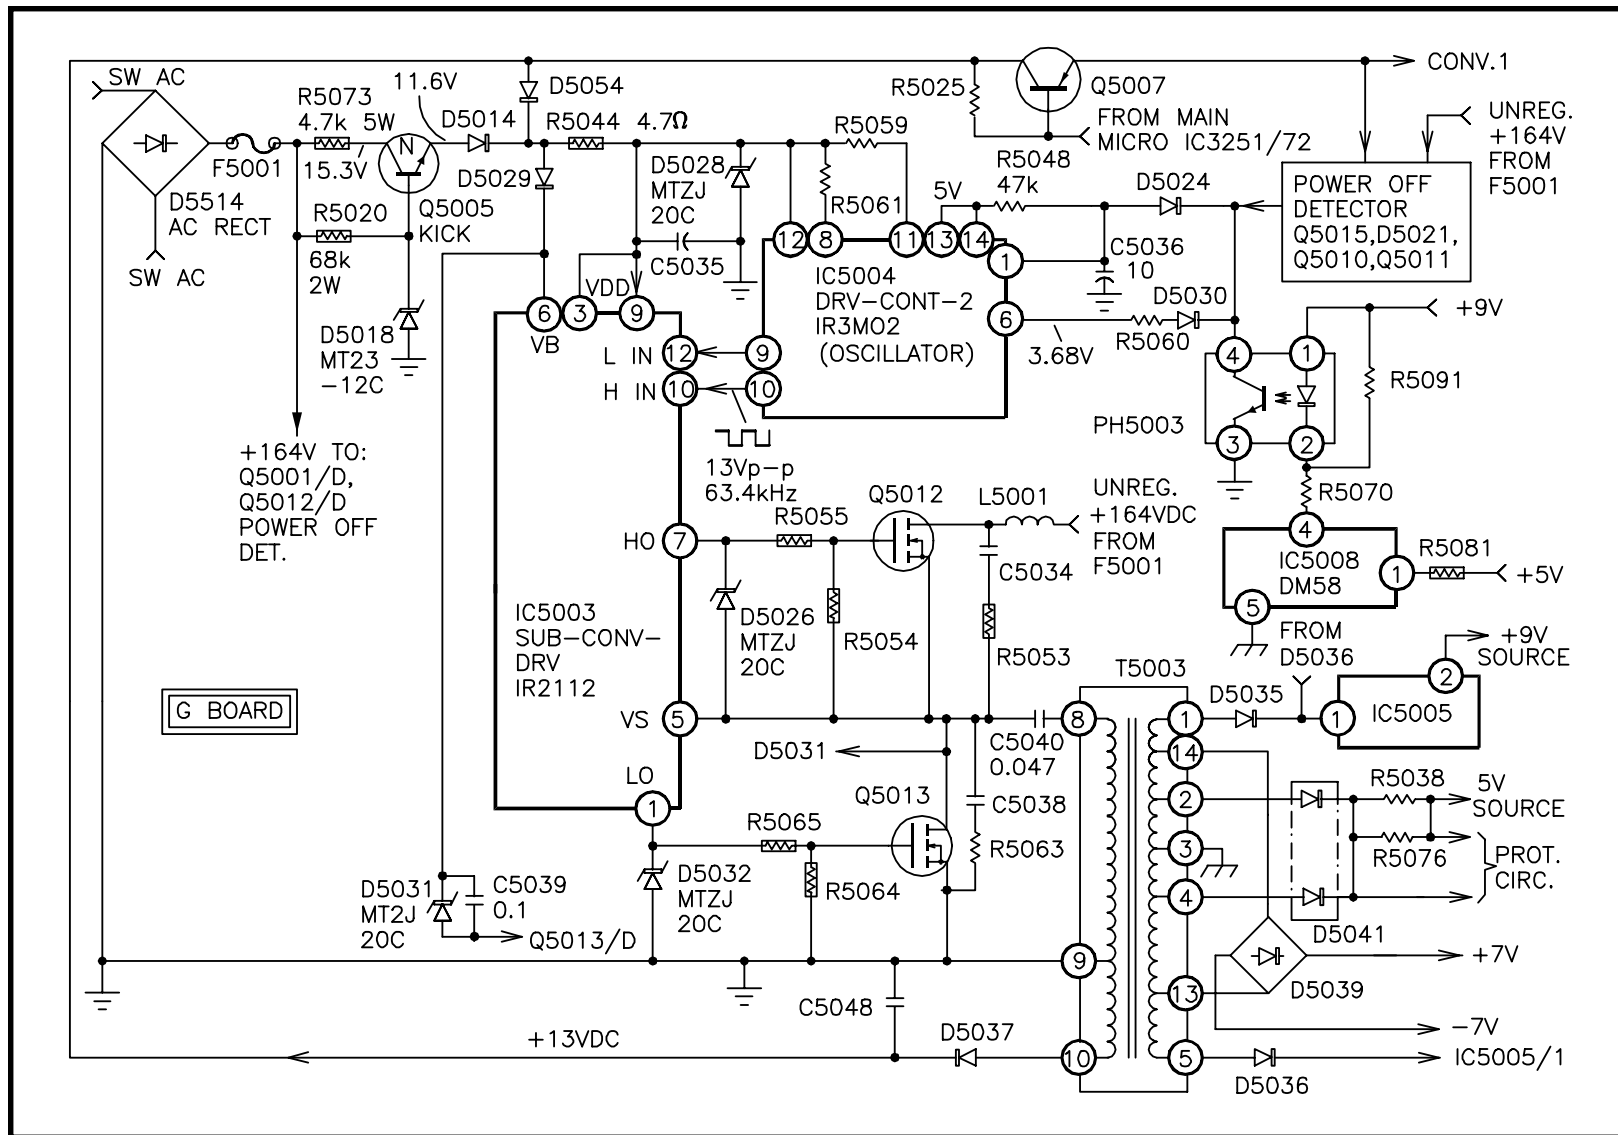 SW AC
R5073
4.7k 5W
11.6V
D5014
D5054
R5044 4.7Ω
R5059
R5025
Q5007
CONV.1
FROM MAIN
MICRO IC3251/72
UNREG.
+164V
FROM
F5001
F5001
15.3V
N
D5029
D5028
MTZJ
20C
R5061
5V
R5048
47k
D5024
POWER OFF
DETECTOR
Q5015,D5021,
Q5010,Q5011
D5514
AC RECT
R5020
68k
2W
Q5005
KICK
SW AC
C5035
12
8
11
13
14
1
6
C5036
10
IC5004
DRV-CONT-2
IR3MO2
(OSCILLATOR)
D5030
R5060
3.68V
+9V
D5018
MT23
-12C
6
3
9
VDD
VB
L IN
12
9
H IN
10
10
4
1
3
2
PH5003
R5091
+164V TO:
Q5001/D,
Q5012/D
POWER OFF
DET.
13Vp-p
63.4kHz
Q5012
L5001
UNREG.
+164VDC
FROM
F5001
R5070
HO
7
R5055
C5034
4
IC5008
DM58
1
5
R5081
+5V
IC5003
SUB-CONV-
DRV
IR2112
D5026
MTZJ
20C
R5054
R5053
FROM
D5036
+9V
SOURCE
G BOARD
VS
5
T5003
8
1
D5035
1
2
IC5005
D5031
C5040
0.047
14
LO
1
Q5013
C5038
R5063
2
R5038
5V
SOURCE
R5065
R5064
3
R5076
PROT.
CIRC.
D5031
MT2J
20C
C5039
0.1
Q5013/D
D5032
MTZJ
20C
4
D5041
9
+7V
C5048
13
D5039
-7V
+13VDC
D5037
10
5
D5036
IC5005/1